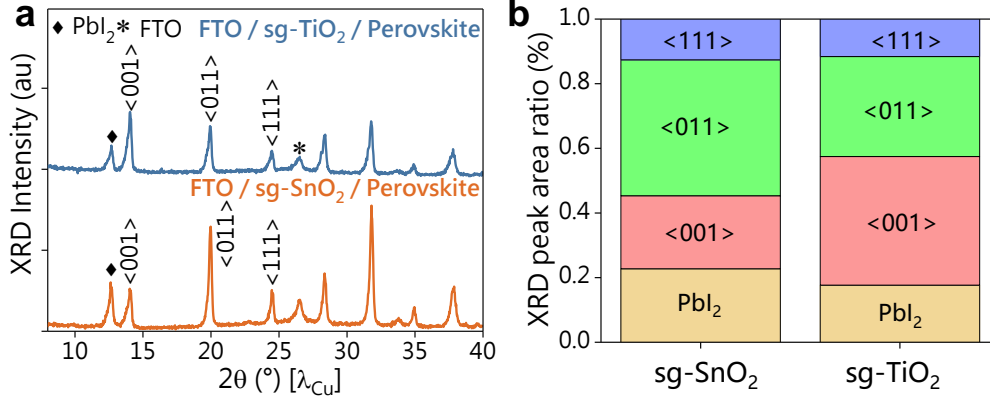 a
♦ PbI₂* FTO FTO / sg-TiO₂ / Perovskite
<001>
<011>
<111>
*
♦
FTO / sg-SnO₂ / Perovskite
<001>
<011>
<111>
♦
XRD Intensity (au)
10 15 20 25 30 35 40
2θ (°) [λCu]
b
XRD peak area ratio (%)
1.0
0.8
0.6
0.4
0.2
0.0
<111>
<011>
<001>
PbI₂
<111>
<011>
<001>
PbI₂
sg-SnO₂ sg-TiO₂